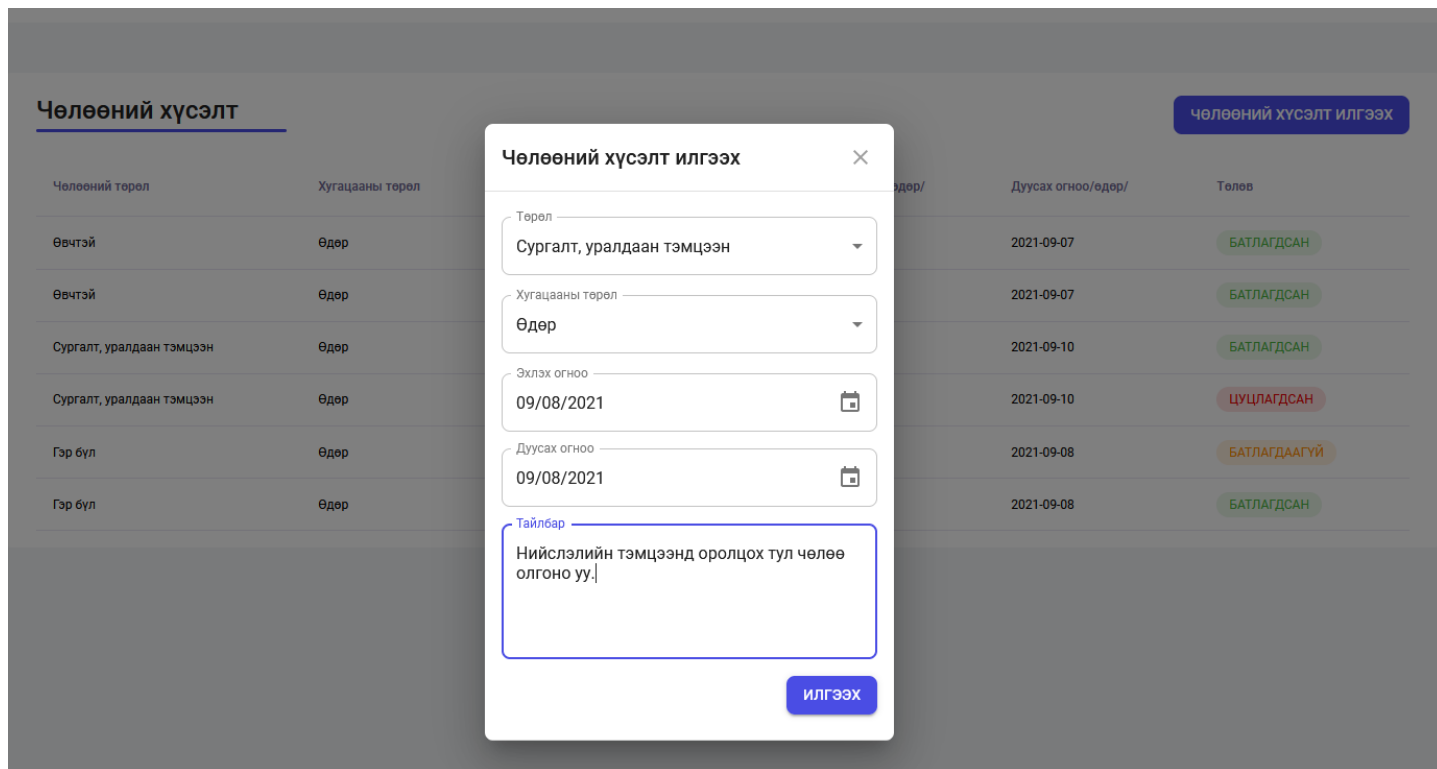 Чөлөөний хүсэлт
ЧӨЛӨӨНИЙ ХҮСЭЛТ ИЛГЭЭХ
Чөлөөний төрөл Хугацааны төрөл өдөр/ Дуусах огноо/өдөр/ Төлөв
Өвчтэй Өдөр 2021-09-07 БАТЛАГДСАН
Өвчтэй Өдөр 2021-09-07 БАТЛАГДСАН
Сургалт, уралдаан тэмцээн Өдөр 2021-09-10 БАТЛАГДСАН
Сургалт, уралдаан тэмцээн Өдөр 2021-09-10 ЦУЦЛАГДСАН
Гэр бүл Өдөр 2021-09-08 БАТЛАГДААГҮЙ
Гэр бүл Өдөр 2021-09-08 БАТЛАГДСАН
Чөлөөний хүсэлт илгээх
Төрөл
Сургалт, уралдаан тэмцээн
Хугацааны төрөл
Өдөр
Эхлэх огноо
09/08/2021
Дуусах огноо
09/08/2021
Тайлбар
Нийслэлийн тэмцээнд оролцох тул чөлөө
олгоно уу.
ИЛГЭЭХ